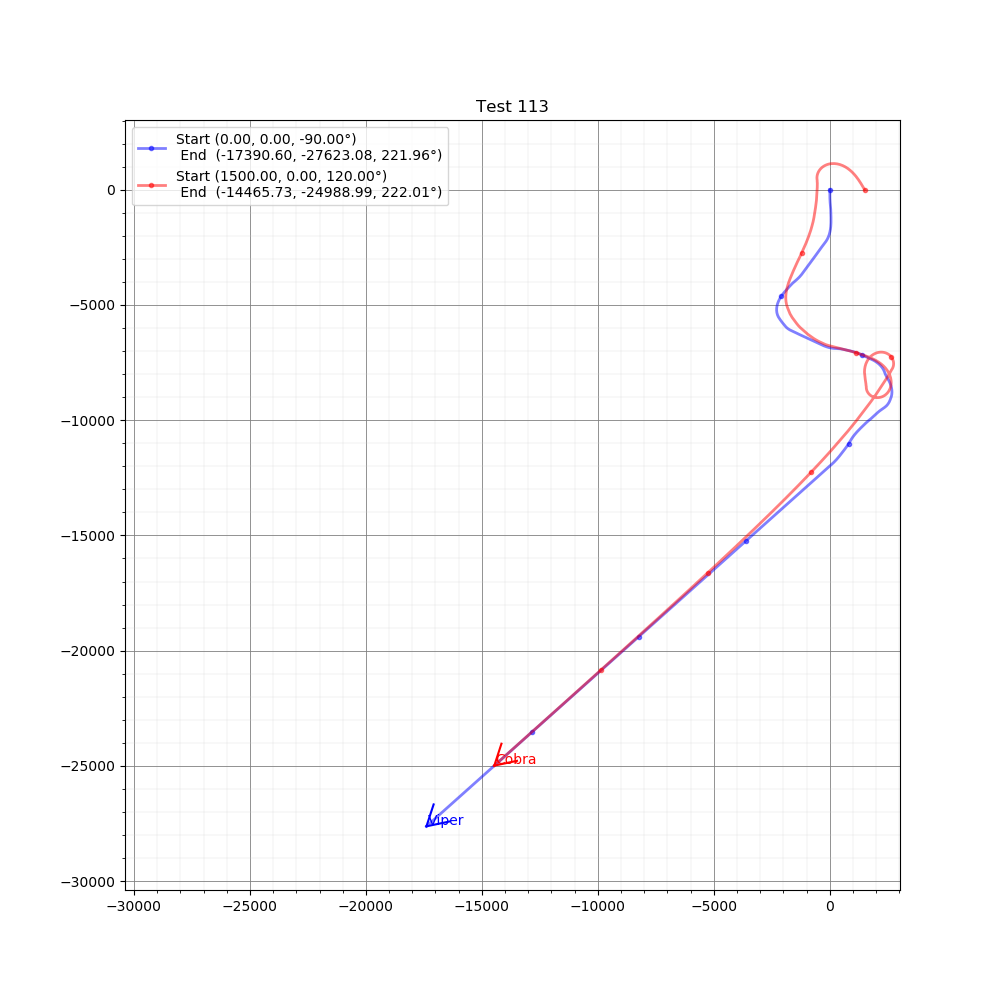 Test 113
Start (0.00, 0.00, -90.00°)
End  (-17390.60, -27623.08, 221.96°)
Start (1500.00, 0.00, 120.00°)
End  (-14465.73, -24988.99, 222.01°)
0
−5000
−10000
−15000
−20000
−25000
−30000
Cobra
Viper
−30000 −25000 −20000 −15000 −10000 −5000 0